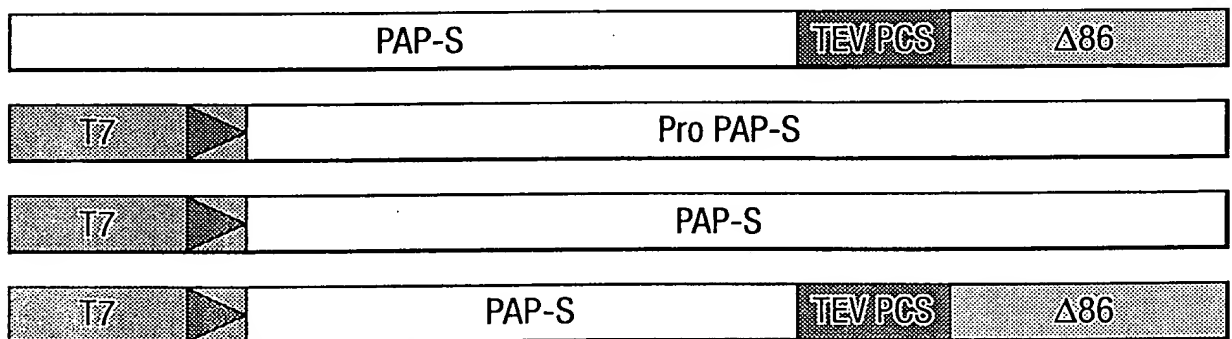 PAP-S TEV PCS Δ86
T7 Pro PAP-S
T7 PAP-S
T7 PAP-S TEV PCS Δ86